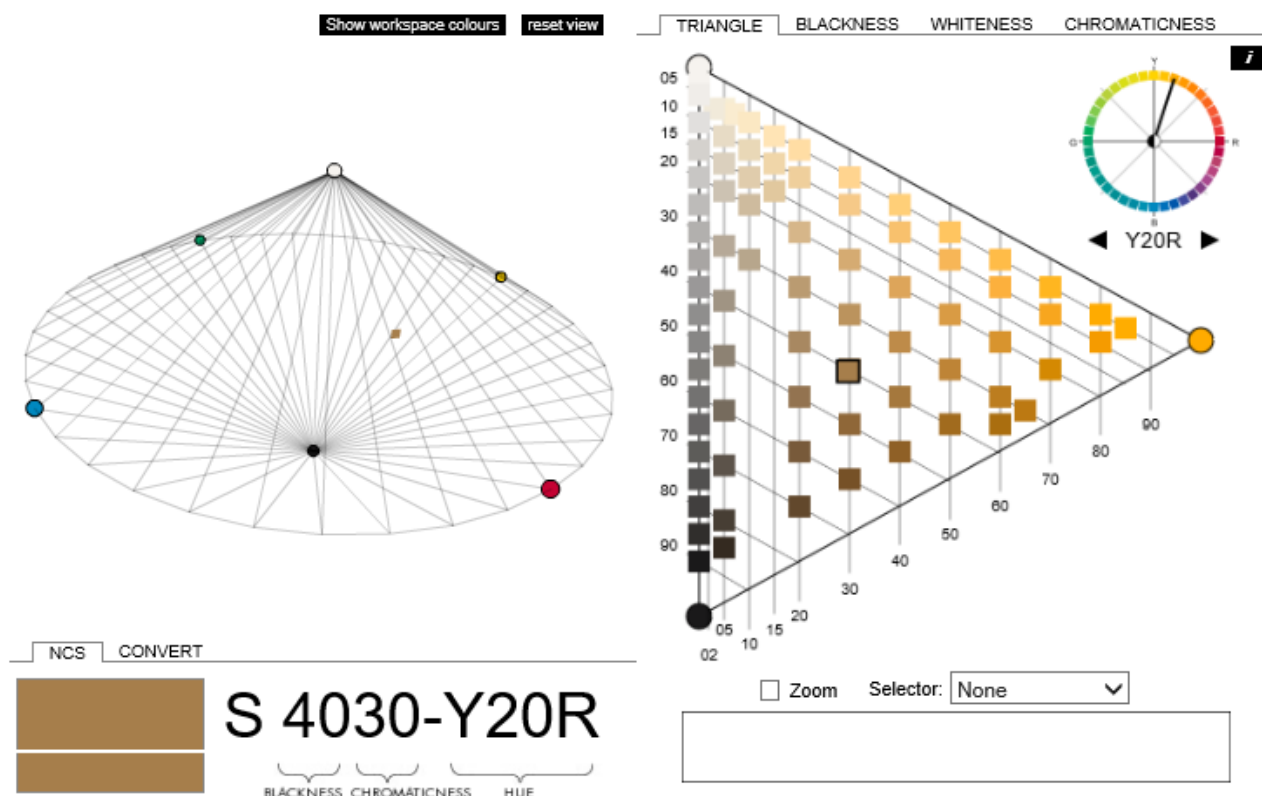 Show workspace colours reset view
TRIANGLE BLACKNESS WHITENESS CHROMATICNESS
i
Y
G R
B
Y20R
05
10
15
20
30
40
50
60
70
80
90
02
05
10
15
20
30
40
50
60
70
80
90
NCS CONVERT
S 4030-Y20R
BLACKNESS CHROMATICNESS HUE
Zoom Selector: None